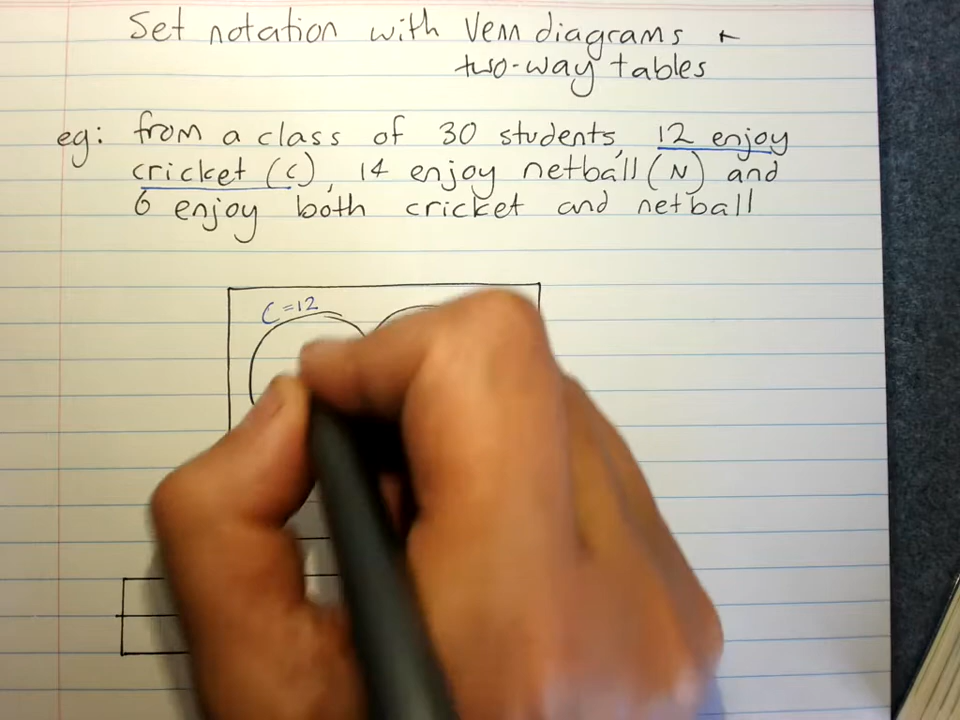 Set notation with Venn diagrams +
two-way tables
eg: from a class of 30 students, 12 enjoy
cricket (C), 14 enjoy netball (N) and
6 enjoy both cricket and netball
C=12